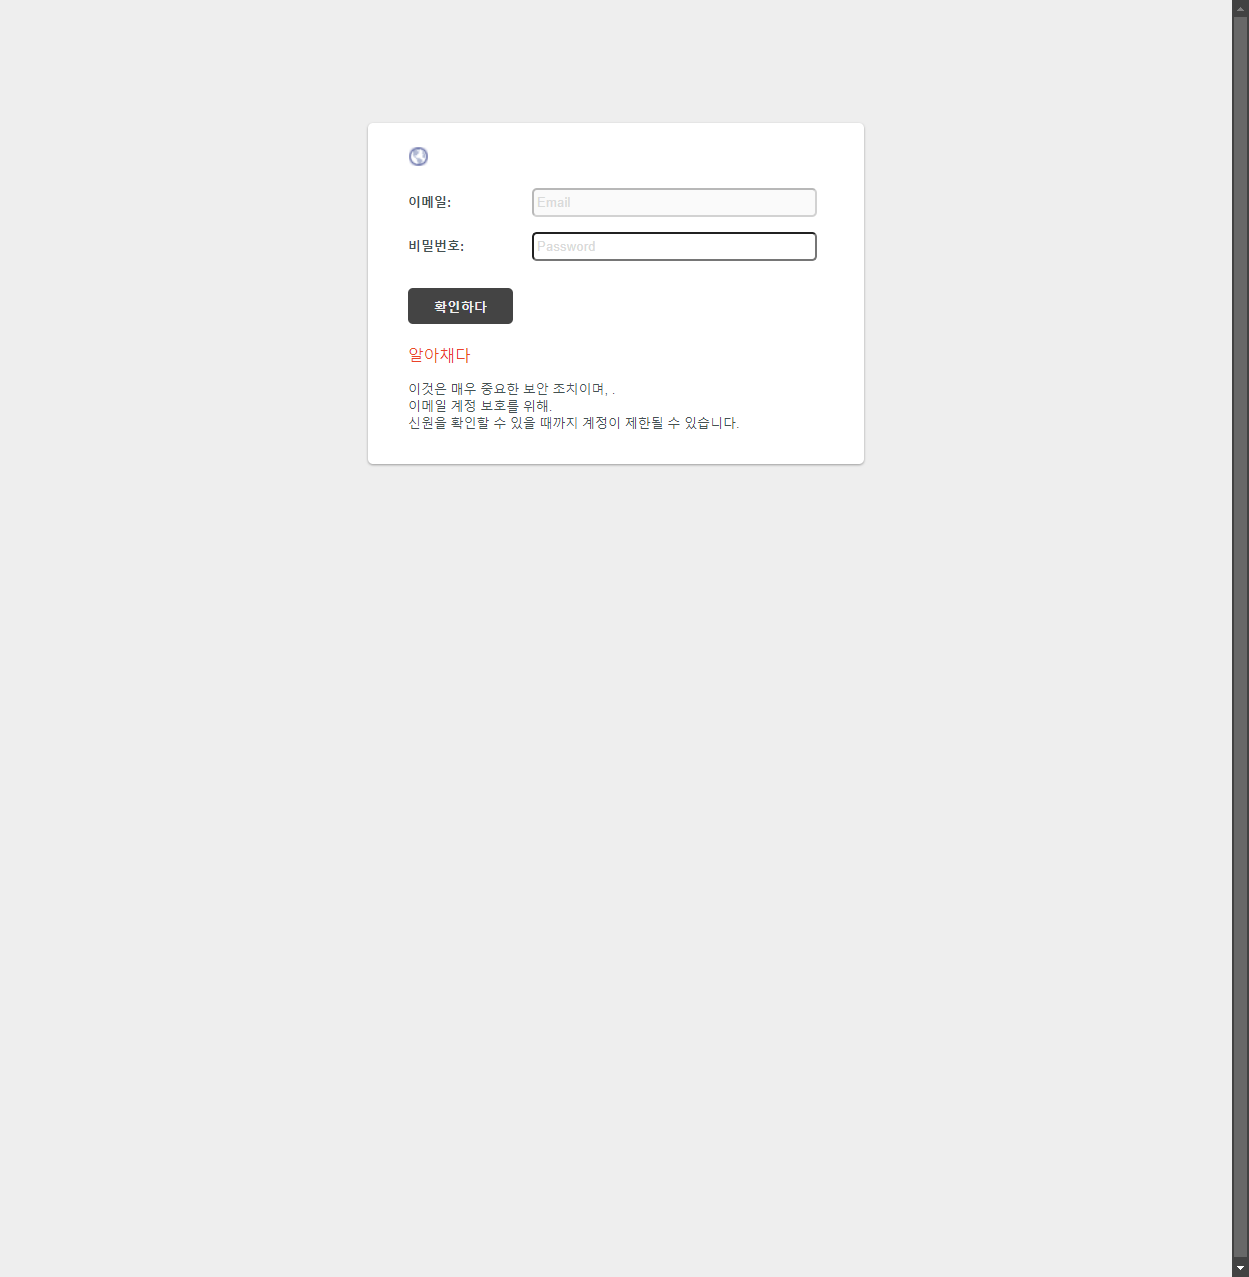 이메일:
Email
비밀번호:
Password
확인하다
알아채다
이것은 매우 중요한 보안 조치이며, .
이메일 계정 보호를 위해.
신원을 확인할 수 있을 때까지 계정이 제한될 수 있습니다.